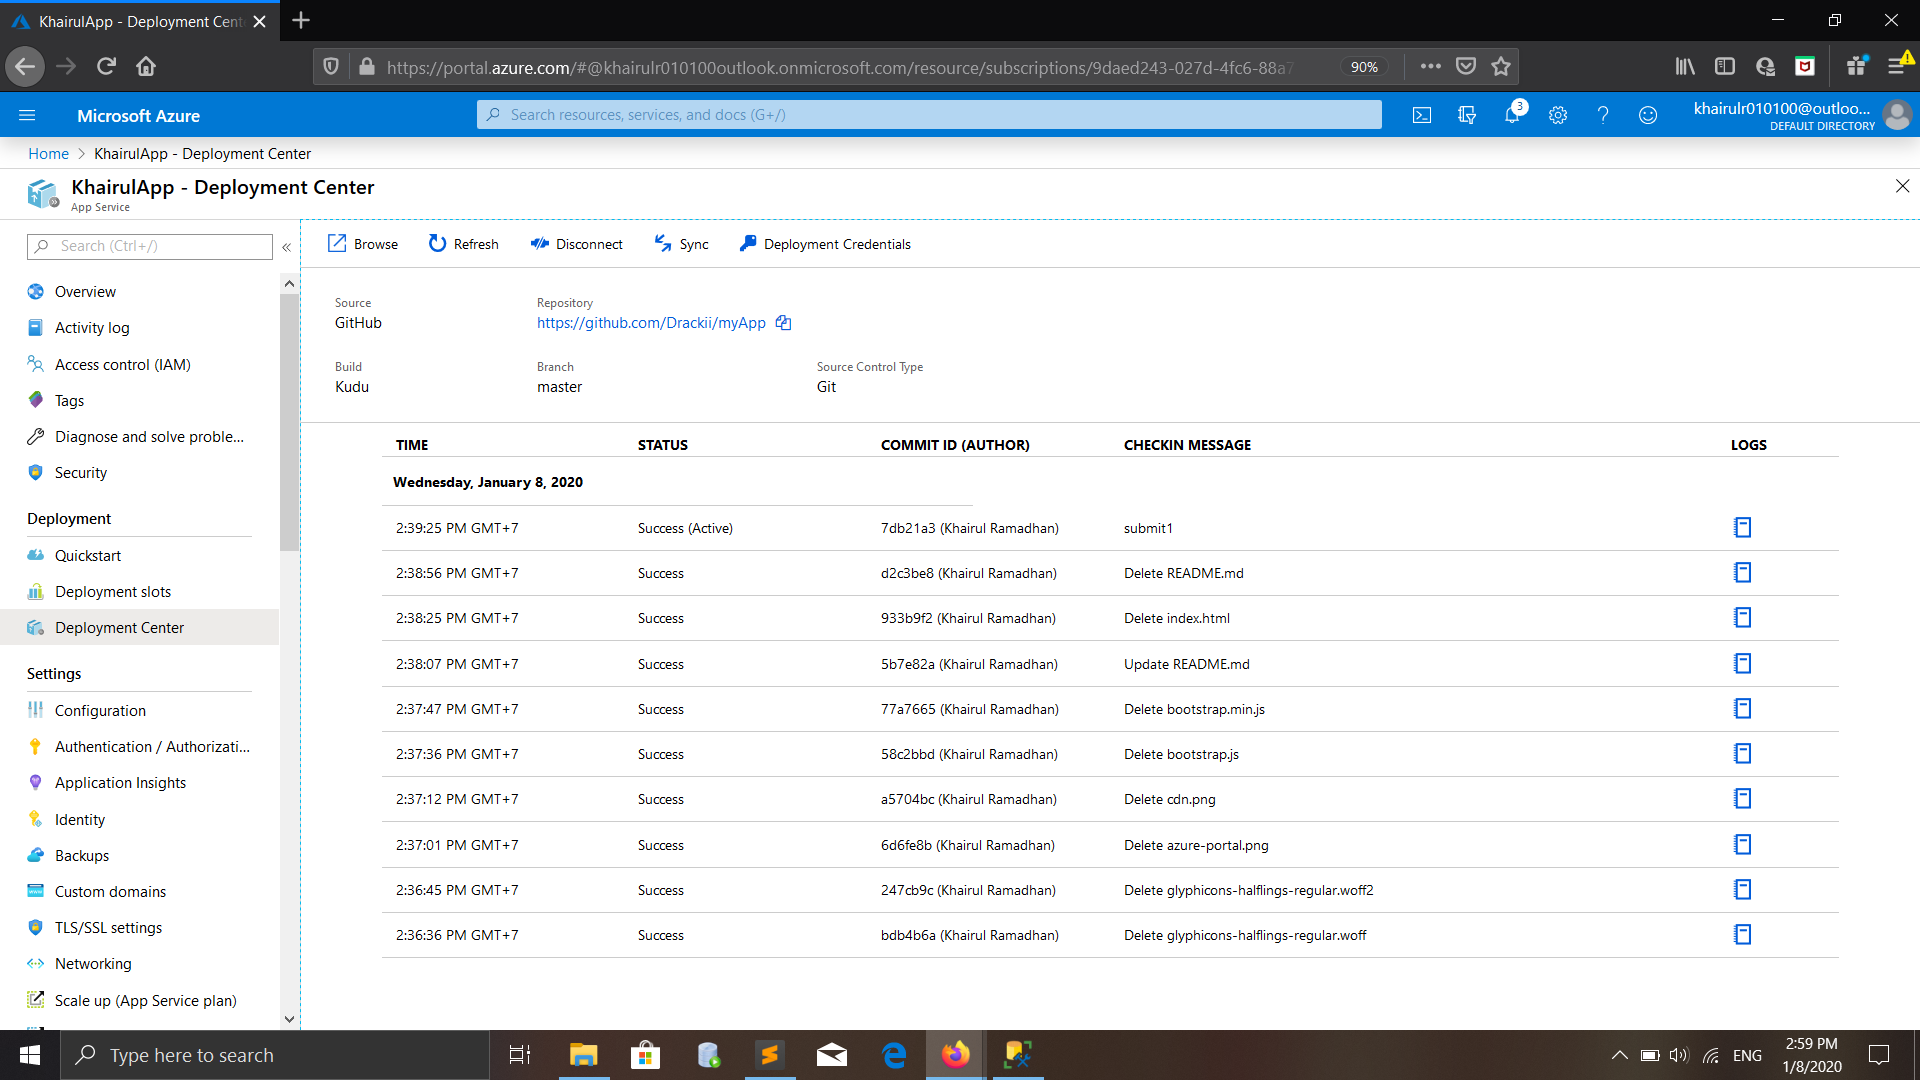 KhairulApp - Deployment Cent
https://portal.azure.com/#@khairulr010100outlook.onmicrosoft.com/resource/subscriptions/9daed243-027d-4fc6-88a7
90%
Microsoft Azure
Search resources, services, and docs (G+/)
3
khairulr010100@outloo...
DEFAULT DIRECTORY
Home > KhairulApp - Deployment Center
KhairulApp - Deployment Center
App Service
Search (Ctrl+/)
Overview
Activity log
Access control (IAM)
Tags
Diagnose and solve proble...
Security
Deployment
Quickstart
Deployment slots
Deployment Center
Settings
Configuration
Authentication / Authorizati...
Application Insights
Identity
Backups
Custom domains
TLS/SSL settings
Networking
Scale up (App Service plan)
Browse Refresh Disconnect Sync Deployment Credentials
Source Repository
GitHub https://github.com/Drackii/myApp
Build Branch Source Control Type
Kudu master Git
TIME STATUS COMMIT ID (AUTHOR) CHECKIN MESSAGE LOGS
Wednesday, January 8, 2020
2:39:25 PM GMT+7 Success (Active) 7db21a3 (Khairul Ramadhan) submit1
2:38:56 PM GMT+7 Success d2c3be8 (Khairul Ramadhan) Delete README.md
2:38:25 PM GMT+7 Success 933b9f2 (Khairul Ramadhan) Delete index.html
2:38:07 PM GMT+7 Success 5b7e82a (Khairul Ramadhan) Update README.md
2:37:47 PM GMT+7 Success 77a7665 (Khairul Ramadhan) Delete bootstrap.min.js
2:37:36 PM GMT+7 Success 58c2bbd (Khairul Ramadhan) Delete bootstrap.js
2:37:12 PM GMT+7 Success a5704bc (Khairul Ramadhan) Delete cdn.png
2:37:01 PM GMT+7 Success 6d6fe8b (Khairul Ramadhan) Delete azure-portal.png
2:36:45 PM GMT+7 Success 247cb9c (Khairul Ramadhan) Delete glyphicons-halflings-regular.woff2
2:36:36 PM GMT+7 Success bdb4b6a (Khairul Ramadhan) Delete glyphicons-halflings-regular.woff
Type here to search
ENG
2:59 PM
1/8/2020